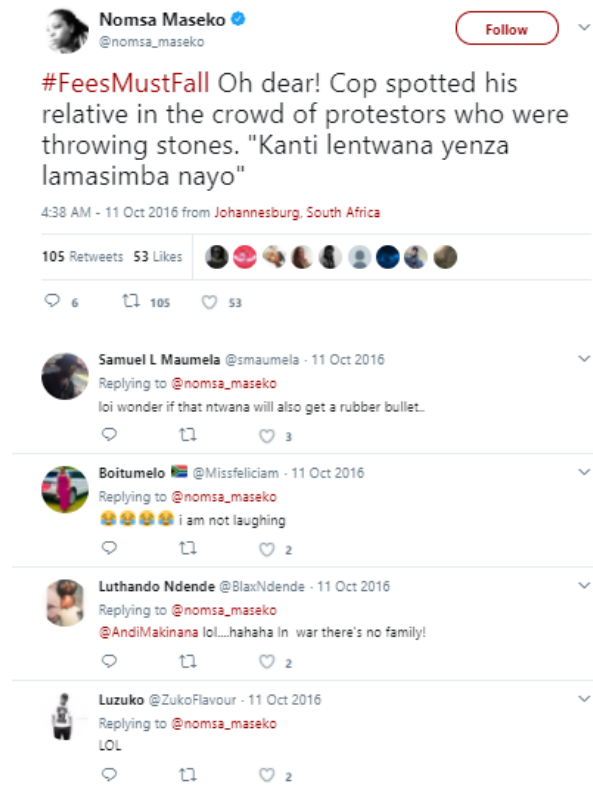 Nomsa Maseko
@nomsa_maseko
Follow
#FeesMustFall Oh dear! Cop spotted his
relative in the crowd of protestors who were
throwing stones. "Kanti lentwana yenza
lamasimba nayo"
4:38 AM - 11 Oct 2016 from Johannesburg, South Africa
105 Retweets 53 Likes
6 105 53
Samuel L Maumela @smaumela · 11 Oct 2016
Replying to @nomsa_maseko
lol wonder if that ntwana will also get a rubber bullet..
3
Boitumelo 🇿🇦 @Missfeliciam · 11 Oct 2016
Replying to @nomsa_maseko
😂😂😂😂 i am not laughing
2
Luthando Ndende @BlaxNdende · 11 Oct 2016
Replying to @nomsa_maseko
@AndiMakinana lol....hahaha In war there's no family!
2
Luzuko @ZukoFlavour · 11 Oct 2016
Replying to @nomsa_maseko
LOL
2